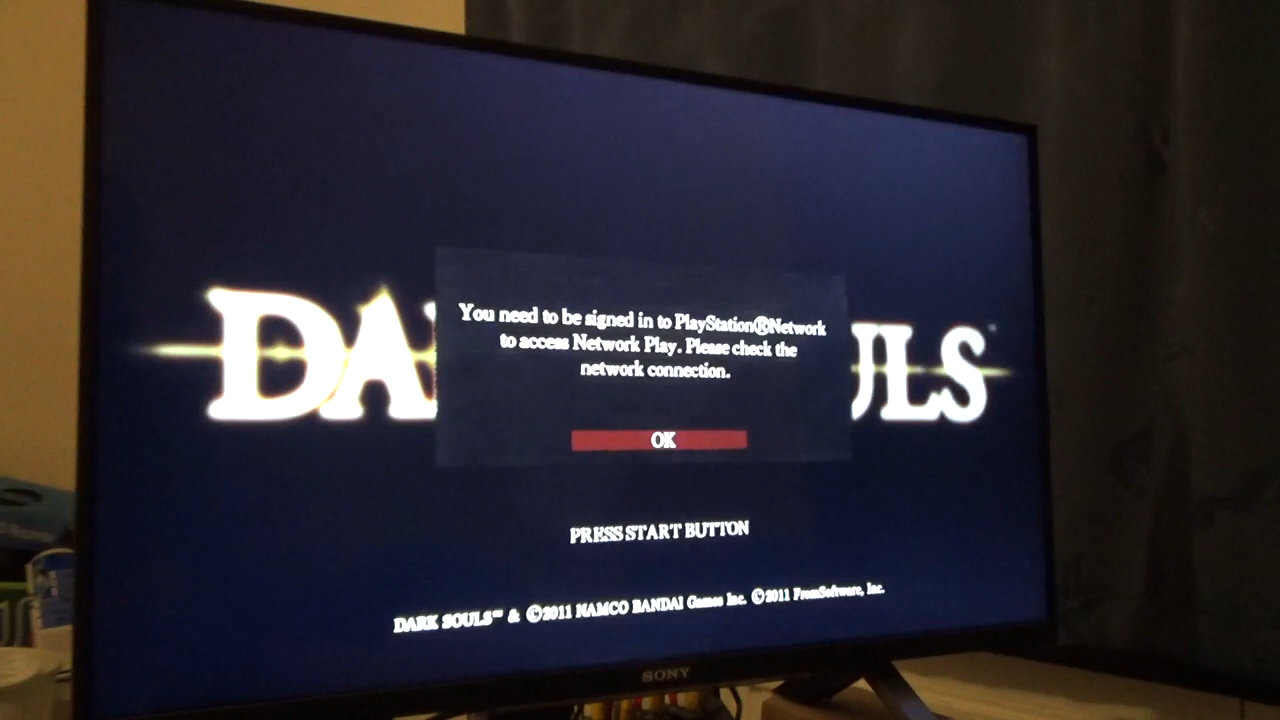 You need to be signed in to PlayStation®Network
to access Network Play. Please check the
network connection.
DA ULS
OK
PRESS START BUTTON
DARK SOULS™ & ©2011 NAMCO BANDAI Games Inc. ©2011 FromSoftware, Inc.
SONY